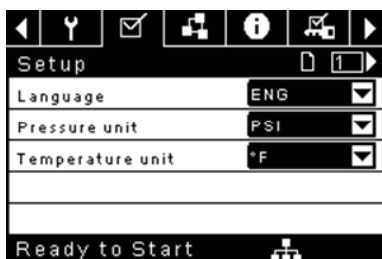 Setup 1
Language ENG
Pressure unit PSI
Temperature unit °F
Ready to Start